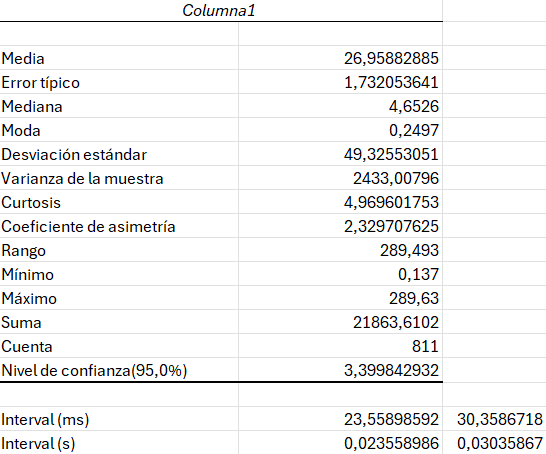 Columna1
Media 26,95882885
Error típico 1,732053641
Mediana 4,6526
Moda 0,2497
Desviación estándar 49,32553051
Varianza de la muestra 2433,00796
Curtosis 4,969601753
Coeficiente de asimetría 2,329707625
Rango 289,493
Mínimo 0,137
Máximo 289,63
Suma 21863,6102
Cuenta 811
Nivel de confianza(95,0%) 3,399842932
Interval (ms) 23,55898592 30,3586718
Interval (s) 0,023558986 0,03035867